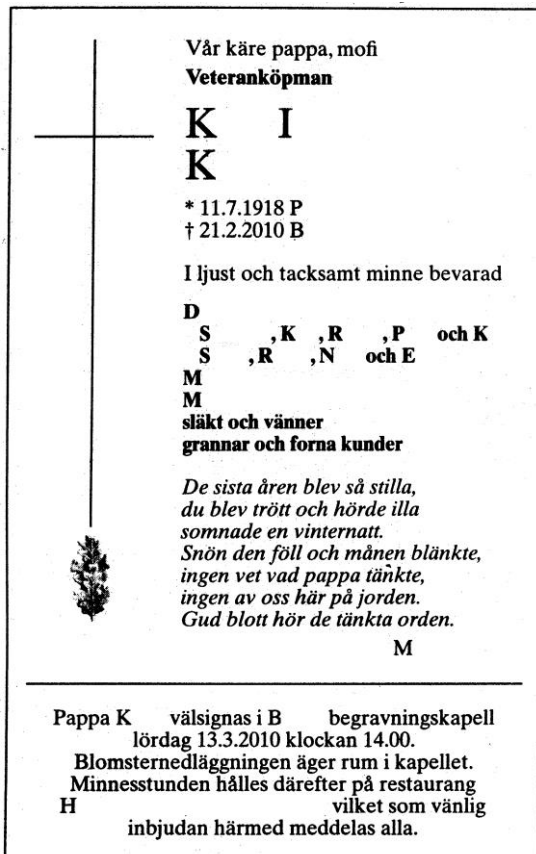 Vår käre pappa, mofi
Veteranköpman
K I
K
* 11.7.1918 P
† 21.2.2010 B
I ljust och tacksamt minne bevarad
D
S , K , R , P och K
S , R , N och E
M
M
släkt och vänner
grannar och forna kunder
De sista åren blev så stilla,
du blev trött och hörde illa
somnade en vinternatt.
Snön den föll och månen blänkte,
ingen vet vad pappa tänkte,
ingen av oss här på jorden.
Gud blott hör de tänkta orden.
M
Pappa K välsignas i B begravningskapell
lördag 13.3.2010 klockan 14.00.
Blomsternedläggningen äger rum i kapellet.
Minnesstunden hålles därefter på restaurang
H vilket som vänlig
inbjudan härmed meddelas alla.